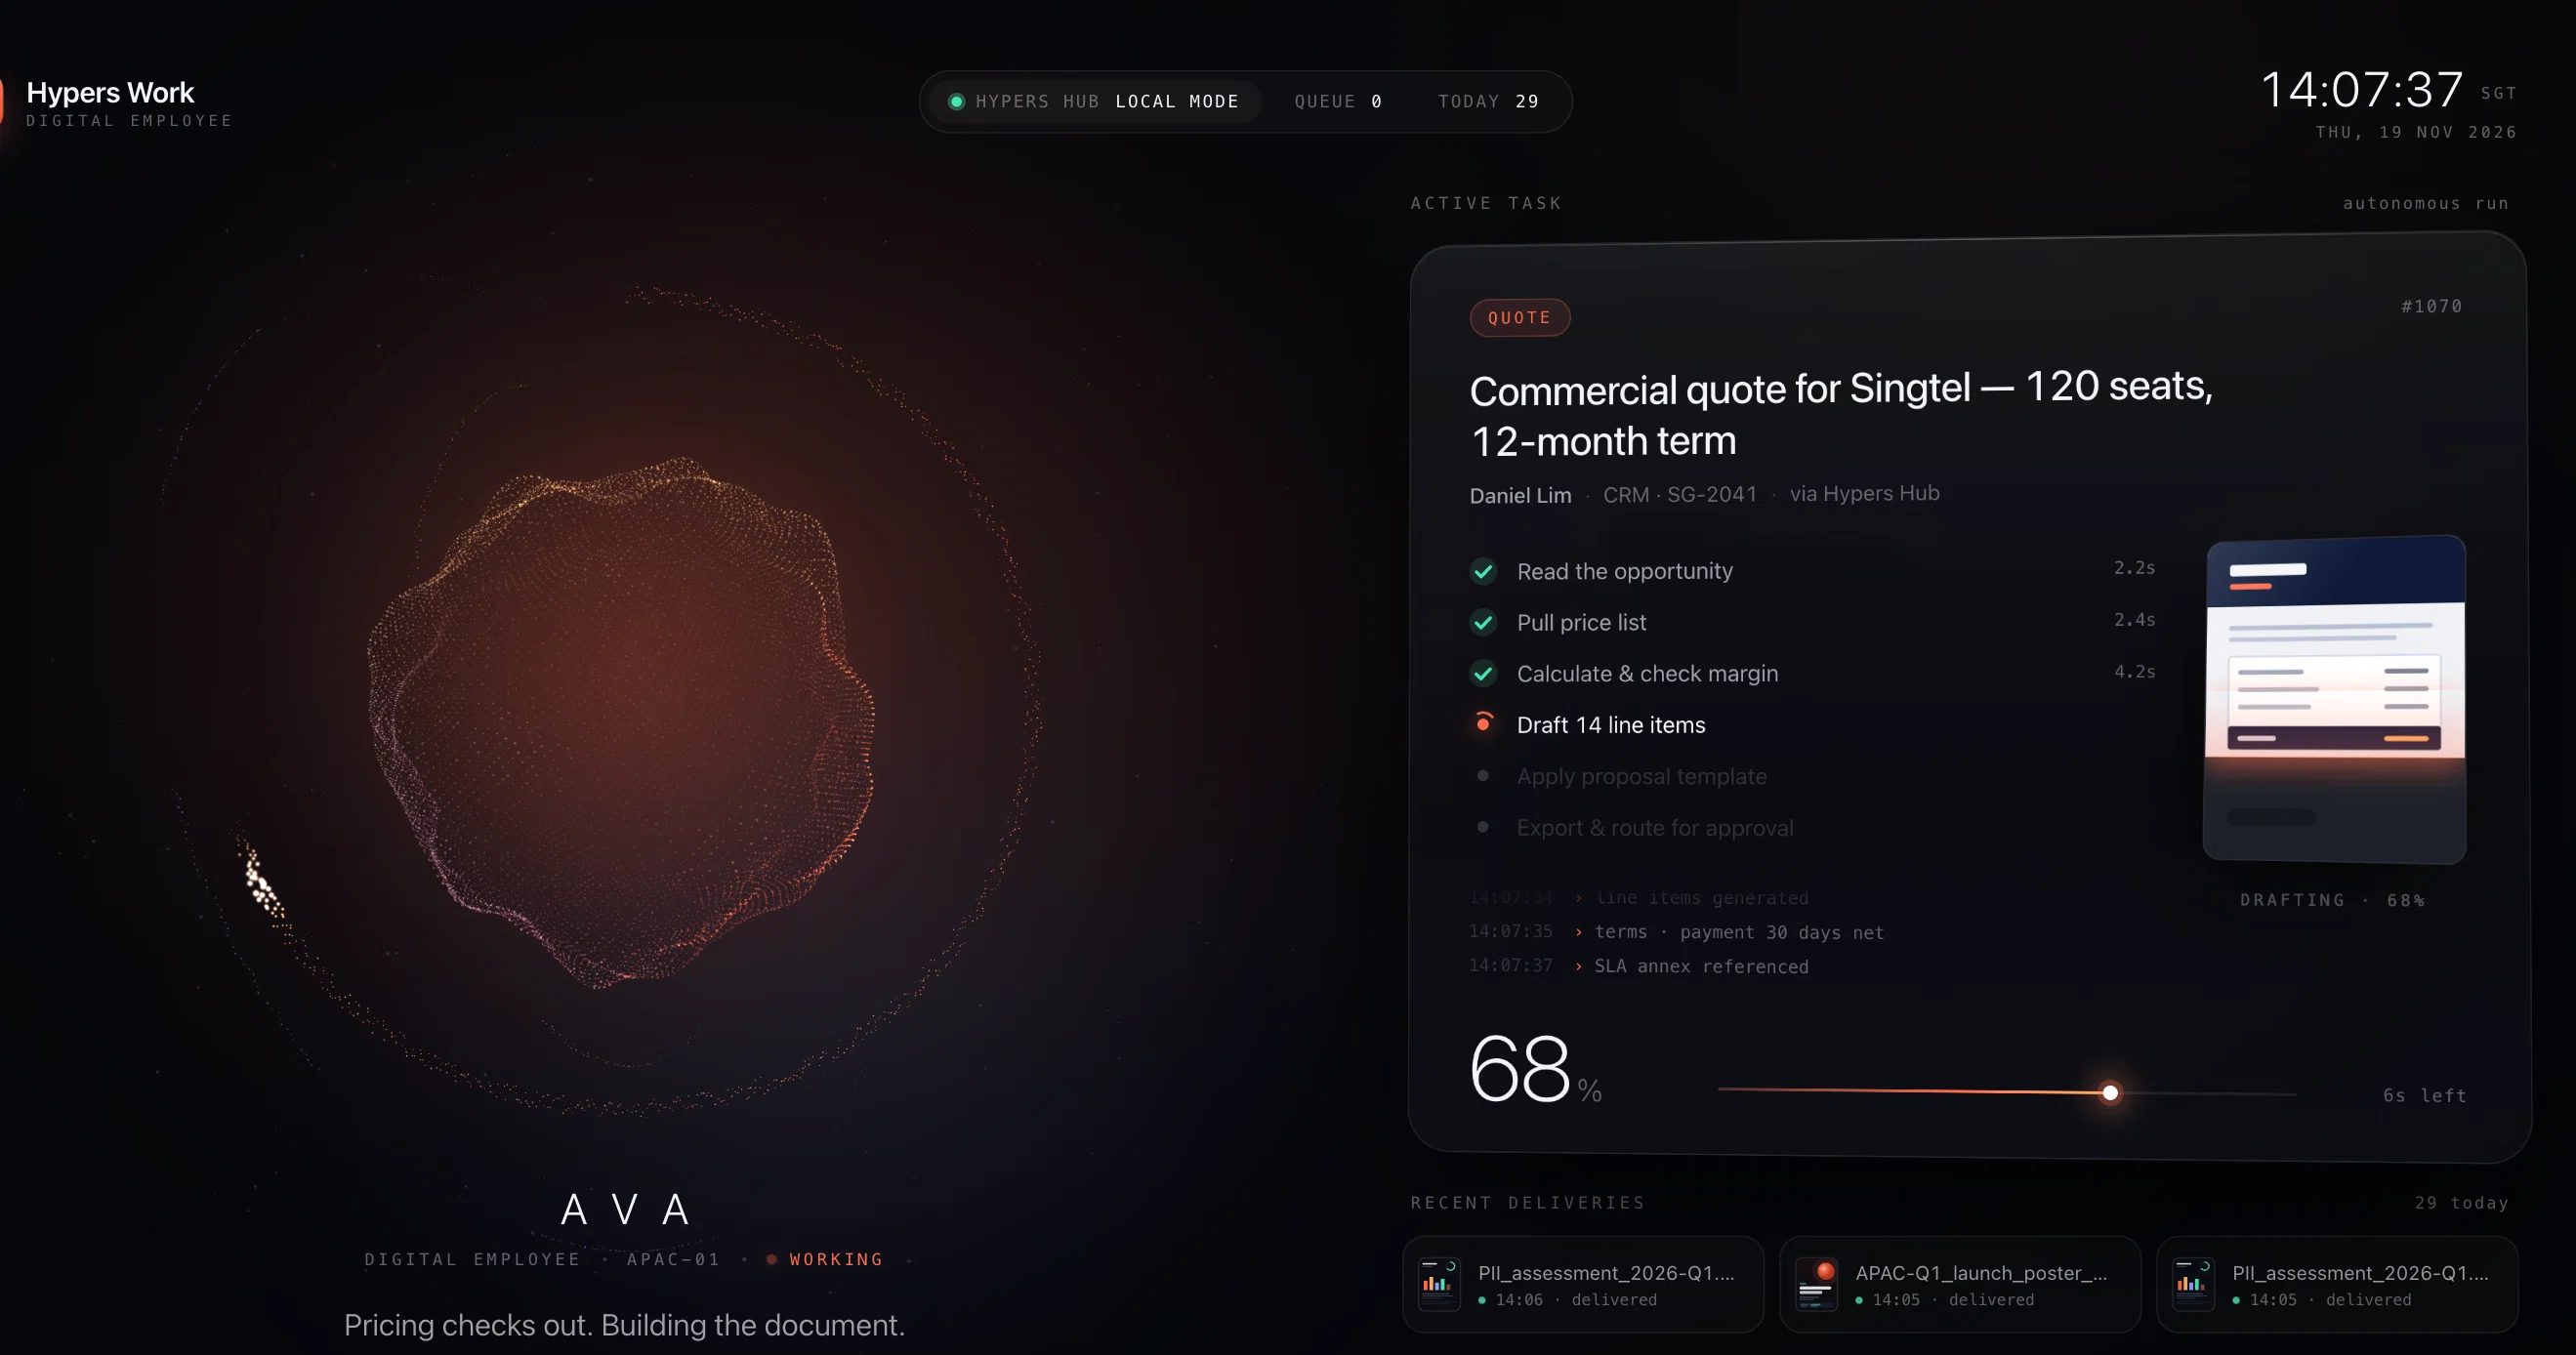 Hypers Work
DIGITAL EMPLOYEE
HYPERS HUB LOCAL MODE QUEUE 0 TODAY 29
14:07:37 SGT
THU, 19 NOV 2026
ACTIVE TASK autonomous run
QUOTE #1070
Commercial quote for Singtel — 120 seats,
12-month term
Daniel Lim · CRM · SG-2041 · via Hypers Hub
Read the opportunity 2.2s
Pull price list 2.4s
Calculate & check margin 4.2s
Draft 14 line items
Apply proposal template
Export & route for approval
14:07:34 › line items generated
14:07:35 › terms · payment 30 days net
14:07:37 › SLA annex referenced
DRAFTING · 68%
68% 6s left
AVA
DIGITAL EMPLOYEE · APAC-01 · WORKING
Pricing checks out. Building the document.
RECENT DELIVERIES 29 today
PII_assessment_2026-Q1....
14:06 · delivered
APAC-Q1_launch_poster_...
14:05 · delivered
PII_assessment_2026-Q1....
14:05 · delivered